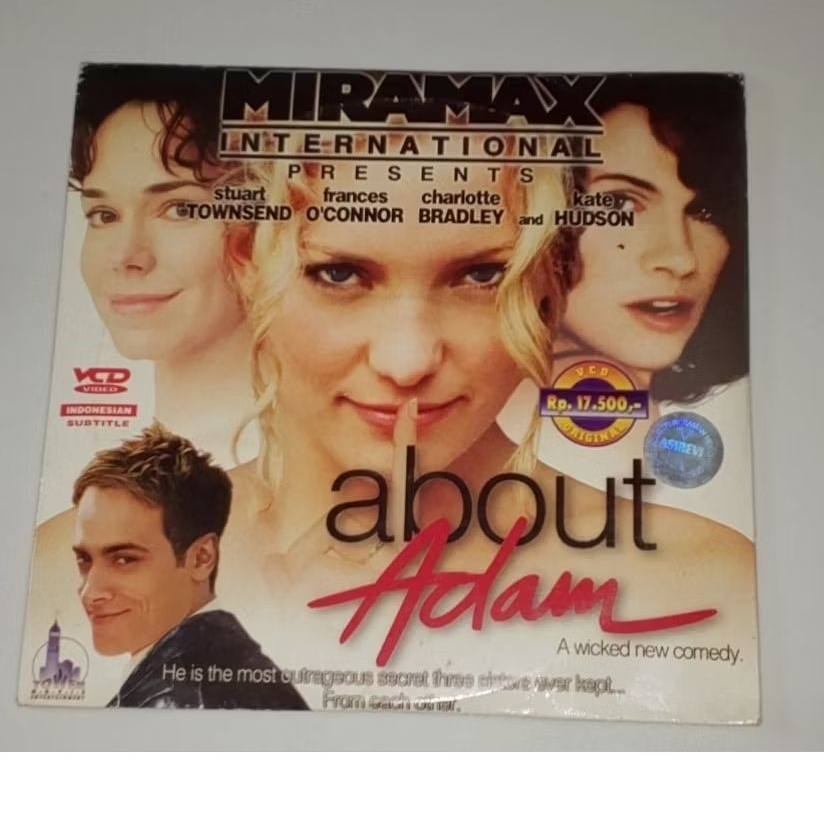 MIRAMAX
INTERNATIONAL
PRESENTS
stuart frances charlotte kate
TOWNSEND O'CONNOR BRADLEY and HUDSON
VCD
VIDEO
INDONESIAN
SUBTITLE
VCD
Rp. 17.500,-
ORIGINAL
ASIREVI
about
Adam
A wicked new comedy.
He is the most outrageous secret three sisters ever kept...
From each other.